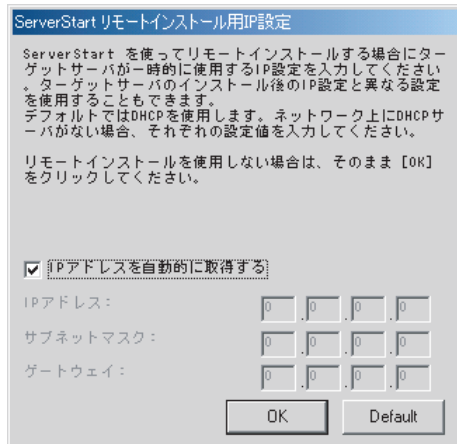 ServerStart リモートインストール用IP設定
ServerStart を使ってリモートインストールする場合にター
ゲットサーバが一時的に使用するIP設定を入力してください
。ターゲットサーバのインストール後のIP設定と異なる設定
を使用することもできます。
デフォルトではDHCPを使用します。ネットワーク上にDHCPサ
ーバがない場合、それぞれの設定値を入力してください。
リモートインストールを使用しない場合は、そのまま [OK]
をクリックしてください。
IPアドレスを自動的に取得する
IPアドレス: 0 .0 .0 .0
サブネットマスク: 0 .0 .0 .0
ゲートウェイ: 0 .0 .0 .0
OK Default